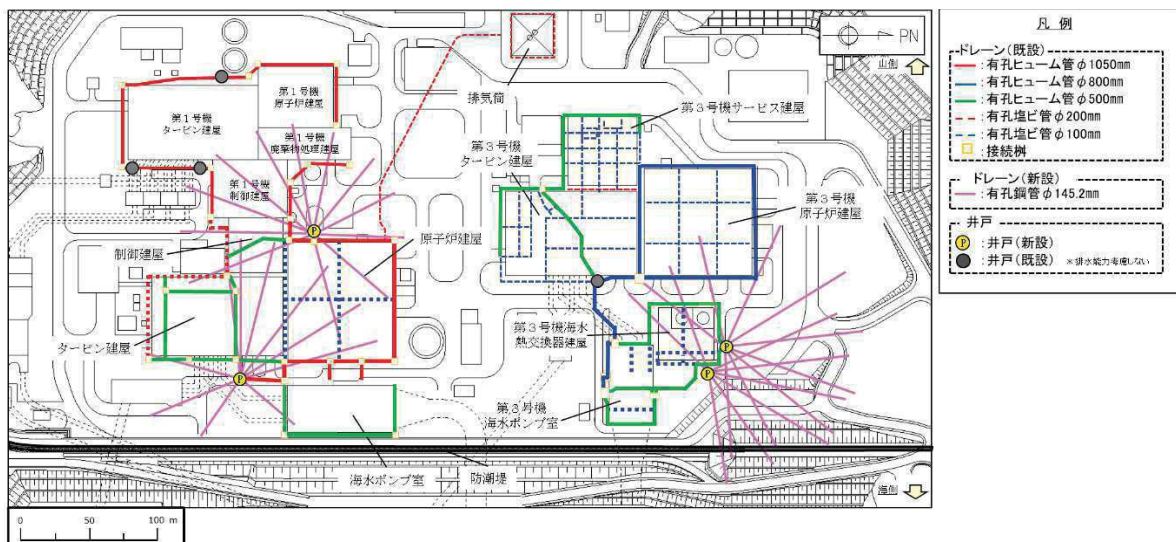 PN
山側
排気筒
第３号機サービス建屋
第１号機
原子炉建屋
第１号機
タービン建屋
第１号機
廃棄物処理建屋
第３号機
タービン建屋
第１号機
制御建屋
第３号機
原子炉建屋
P
制御建屋
原子炉建屋
タービン建屋
第３号機海水
熱交換器建屋
P
P
P
第３号機
海水ポンプ室
海水ポンプ室
防潮堤
海側
0 50 100 m
凡 例
ドレーン(既設)
：有孔ヒューム管φ1050mm
：有孔ヒューム管φ800mm
：有孔ヒューム管φ500mm
：有孔塩ビ管φ200mm
：有孔塩ビ管φ100mm
：接続桝
ドレーン(新設)
：有孔鋼管φ145.2mm
井戸
P ：井戸(新設)
：井戸(既設) ※排水能力考慮しない